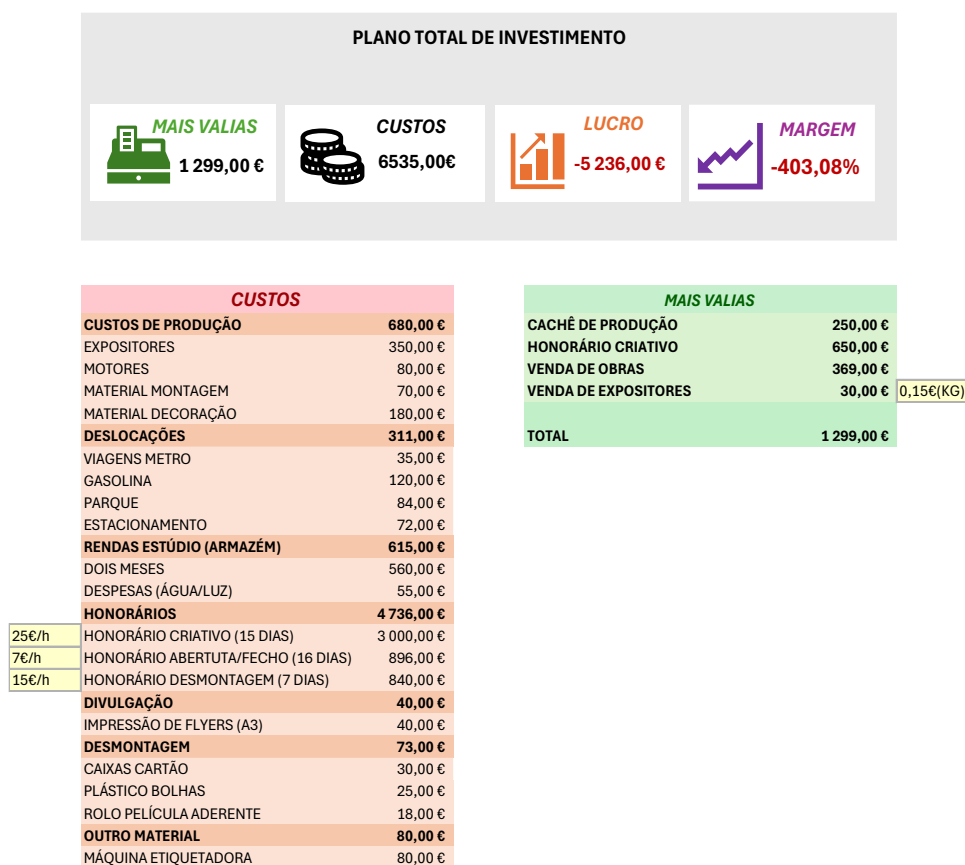 PLANO TOTAL DE INVESTIMENTO
MAIS VALIAS
1 299,00 €
CUSTOS
6535,00€
LUCRO
-5 236,00 €
MARGEM
-403,08%
CUSTOS
CUSTOS DE PRODUÇÃO 680,00 €
EXPOSITORES 350,00 €
MOTORES 80,00 €
MATERIAL MONTAGEM 70,00 €
MATERIAL DECORAÇÃO 180,00 €
DESLOCAÇÕES 311,00 €
VIAGENS METRO 35,00 €
GASOLINA 120,00 €
PARQUE 84,00 €
ESTACIONAMENTO 72,00 €
RENDAS ESTÚDIO (ARMAZÉM) 615,00 €
DOIS MESES 560,00 €
DESPESAS (ÁGUA/LUZ) 55,00 €
HONORÁRIOS 4 736,00 €
25€/h HONORÁRIO CRIATIVO (15 DIAS) 3 000,00 €
7€/h HONORÁRIO ABERTUTA/FECHO (16 DIAS) 896,00 €
15€/h HONORÁRIO DESMONTAGEM (7 DIAS) 840,00 €
DIVULGAÇÃO 40,00 €
IMPRESSÃO DE FLYERS (A3) 40,00 €
DESMONTAGEM 73,00 €
CAIXAS CARTÃO 30,00 €
PLÁSTICO BOLHAS 25,00 €
ROLO PELÍCULA ADERENTE 18,00 €
OUTRO MATERIAL 80,00 €
MÁQUINA ETIQUETADORA 80,00 €
MAIS VALIAS
CACHÊ DE PRODUÇÃO 250,00 €
HONORÁRIO CRIATIVO 650,00 €
VENDA DE OBRAS 369,00 €
VENDA DE EXPOSITORES 30,00 € 0,15€(KG)
TOTAL 1 299,00 €